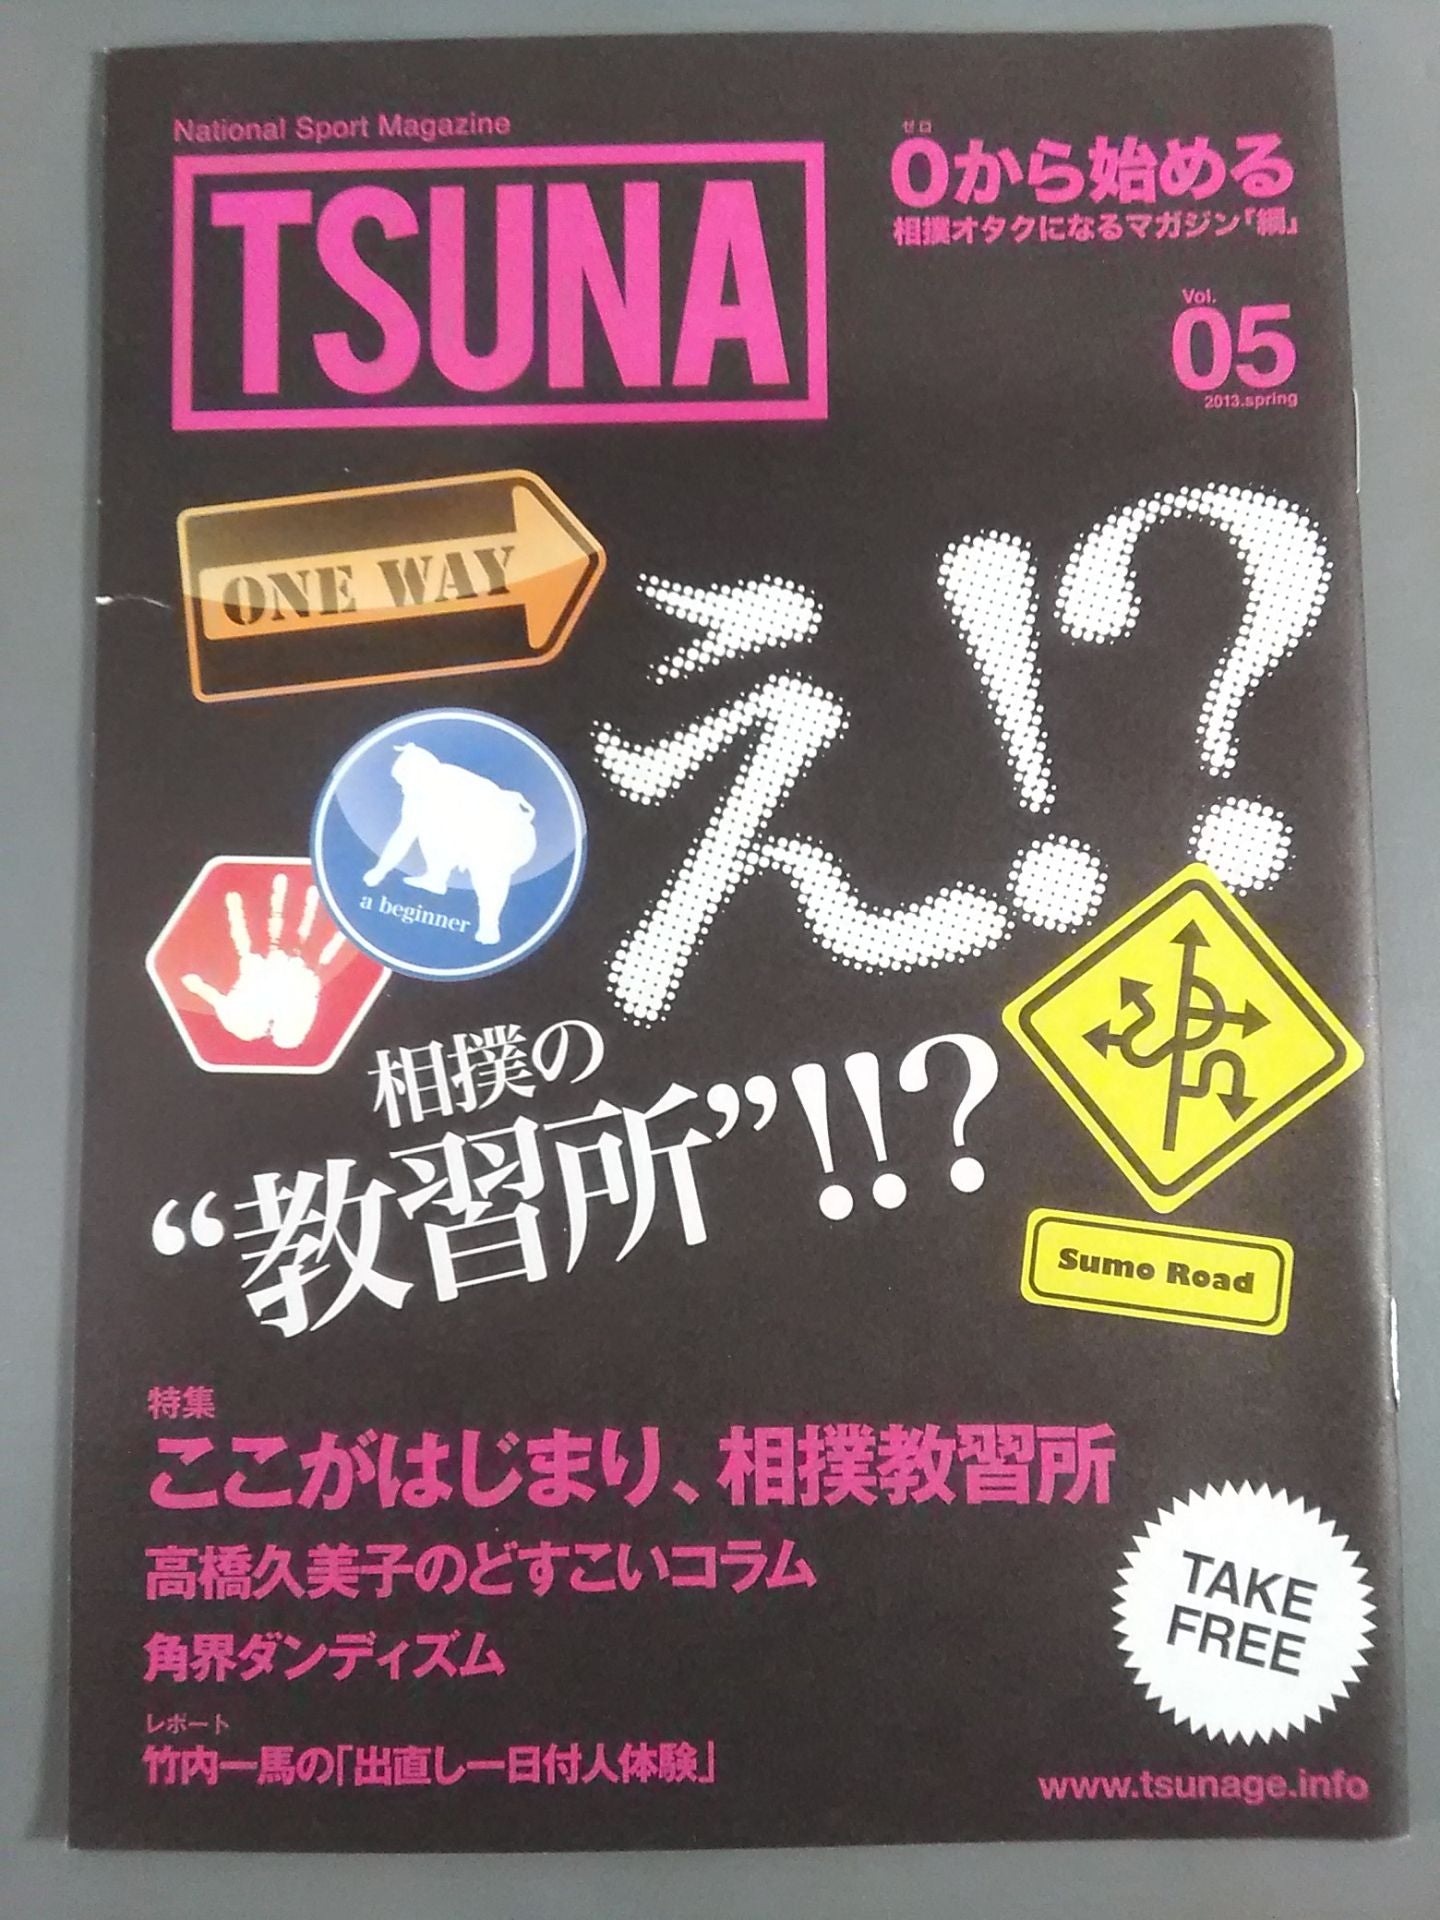 National Sport Magazine
TSUNA
ゼロ
0から始める
相撲オタクになるマガジン『綱』
Vol.
05
2013.spring
ONE WAY
え!?
a beginner
相撲の
“教習所”!!?
Sumo Road
特集
ここがはじまり、相撲教習所
高橋久美子のどすこいコラム
角界ダンディズム
レポート
竹内一馬の「出直し一日付人体験」
TAKE
FREE
www.tsunage.info